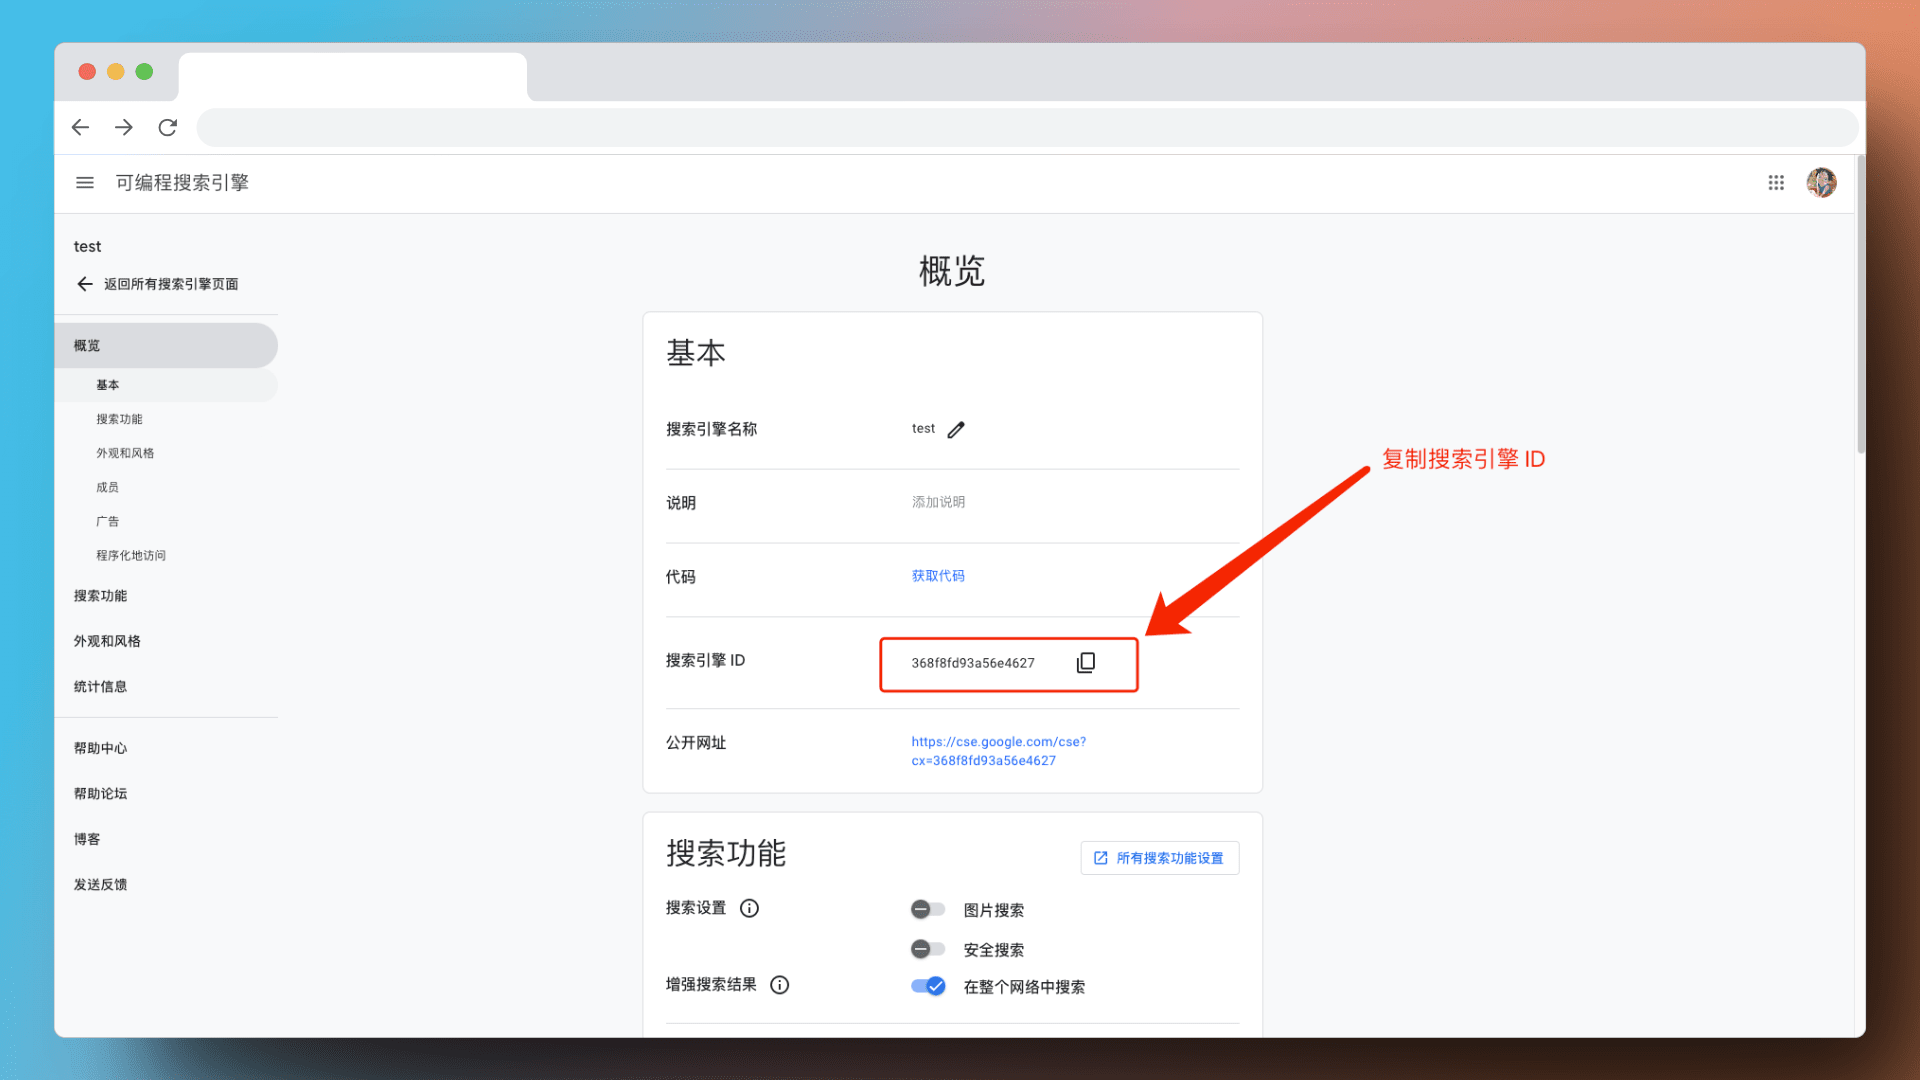 可编程搜索引擎
test
返回所有搜索引擎页面
概览
基本
搜索功能
外观和风格
成员
广告
程序化地访问
搜索功能
外观和风格
统计信息
帮助中心
帮助论坛
博客
发送反馈
概览
基本
搜索引擎名称
test
说明
添加说明
代码
获取代码
搜索引擎 ID
368f8fd93a56e4627
复制搜索引擎 ID
公开网址
https://cse.google.com/cse?
cx=368f8fd93a56e4627
搜索功能
所有搜索功能设置
搜索设置
图片搜索
安全搜索
增强搜索结果
在整个网络中搜索